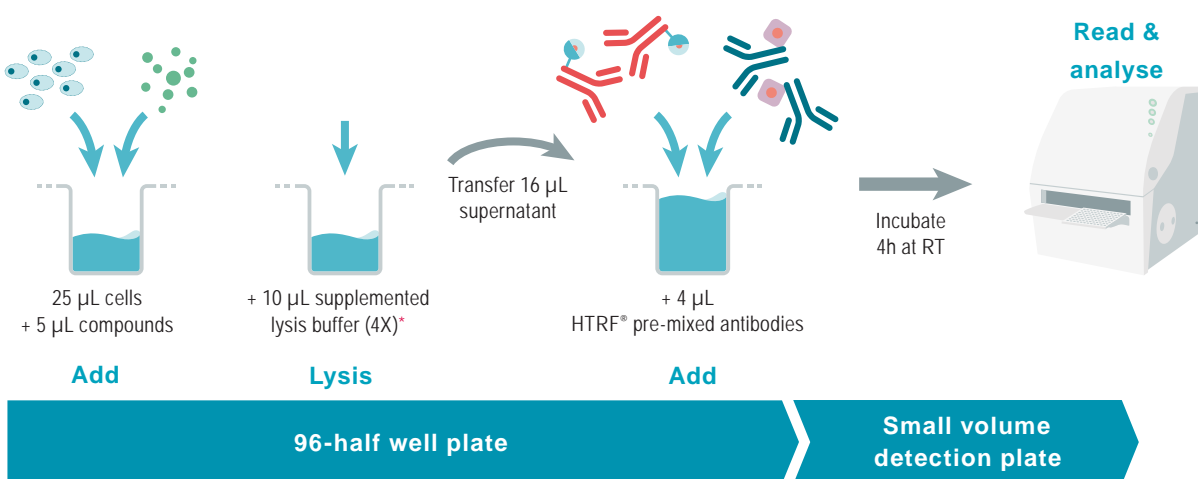 25 µL cells
+ 5 µL compounds
Add
+ 10 µL supplemented
lysis buffer (4X)*
Lysis
Transfer 16 µL
supernatant
+ 4 µL
HTRF® pre-mixed antibodies
Add
Incubate
4h at RT
Read &
analyse
96-half well plate
Small volume
detection plate